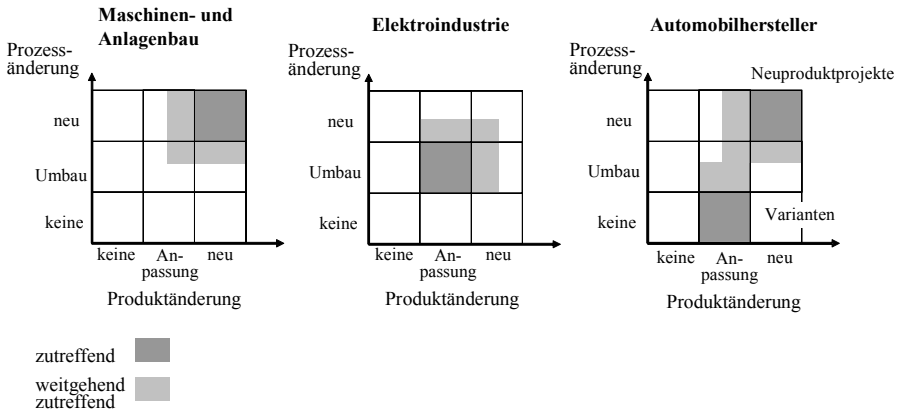 Maschinen- und
Anlagenbau
Prozess-
änderung
neu
Umbau
keine
keine
An-
passung
neu
Produktänderung
Elektroindustrie
Prozess-
änderung
neu
Umbau
keine
keine
An-
passung
neu
Produktänderung
Automobilhersteller
Prozess-
änderung
Neuproduktprojekte
neu
Umbau
keine
Varianten
keine
An-
passung
neu
Produktänderung
zutreffend
weitgehend
zutreffend